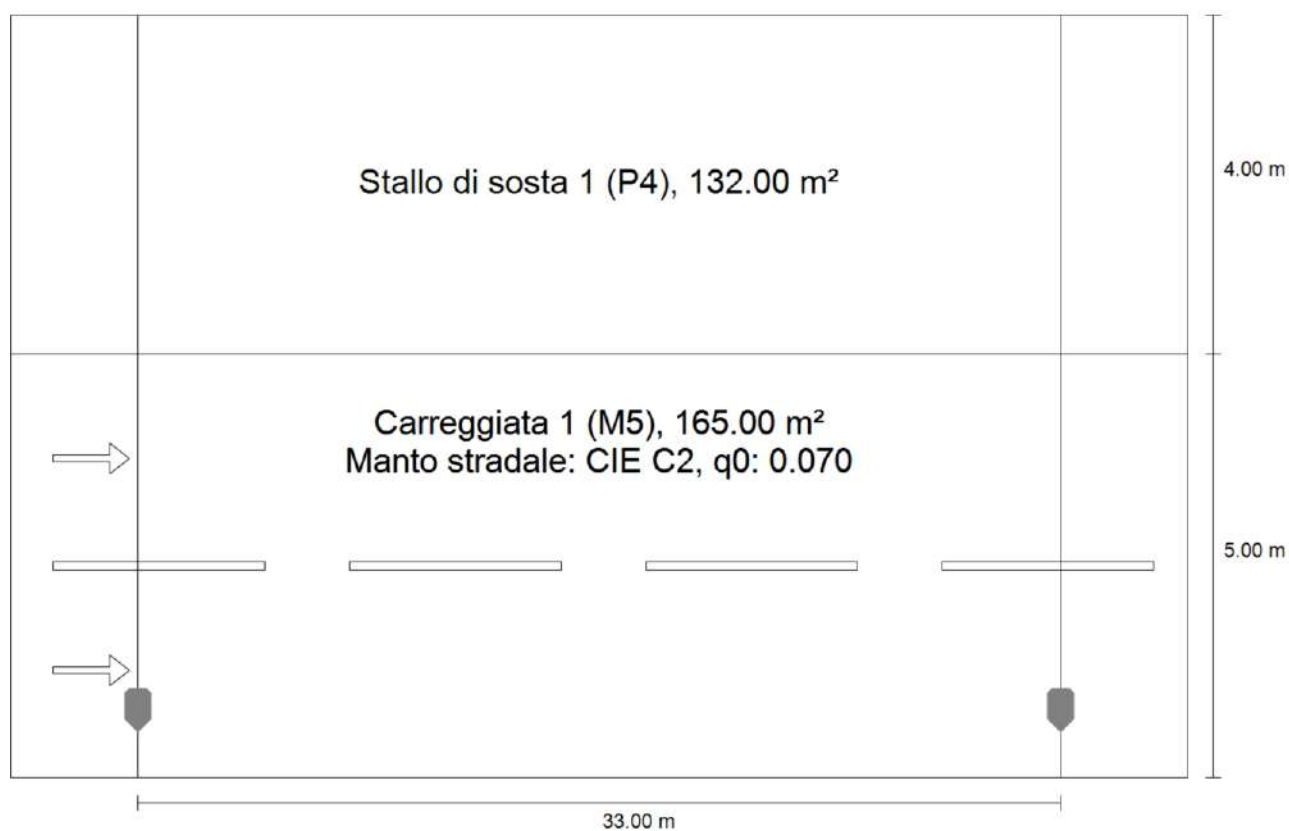 Stallo di sosta 1 (P4), 132.00 m²
4.00 m
Carreggiata 1 (M5), 165.00 m²
Manto stradale: CIE C2, q0: 0.070
5.00 m
33.00 m